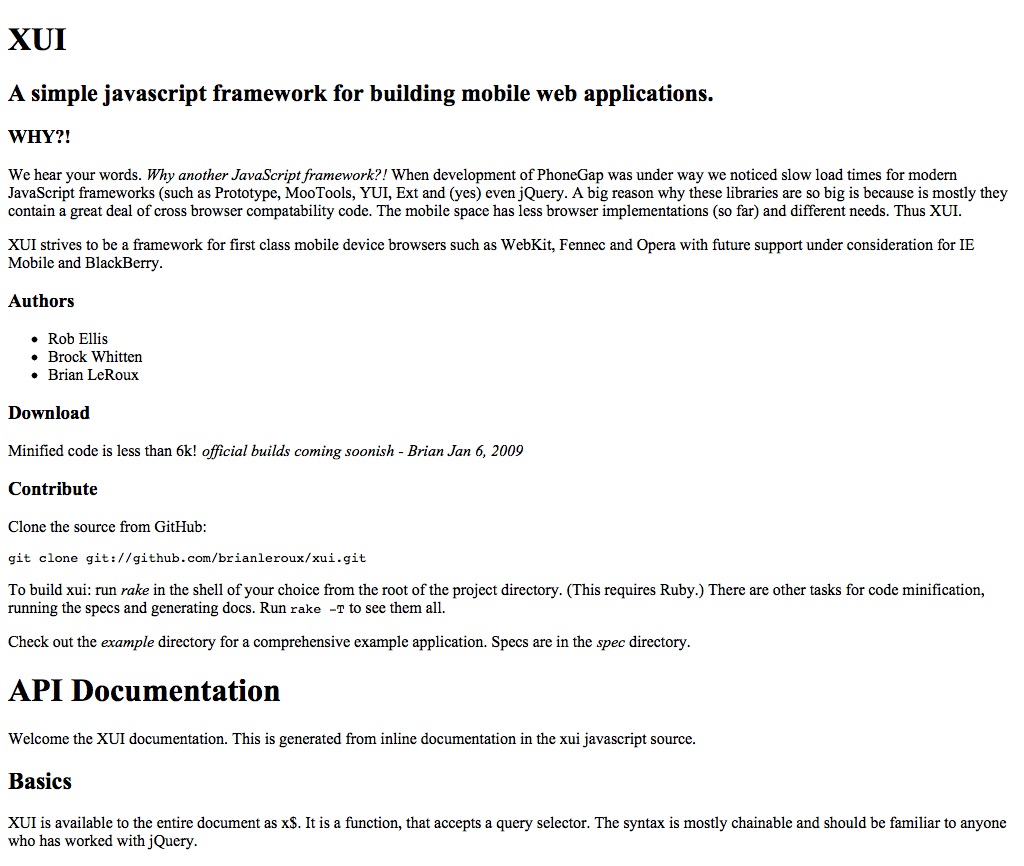 XUI
A simple javascript framework for building mobile web applications.
WHY?!
We hear your words. Why another JavaScript framework?! When development of PhoneGap was under way we noticed slow load times for modern
JavaScript frameworks (such as Prototype, MooTools, YUI, Ext and (yes) even jQuery. A big reason why these libraries are so big is because is mostly they
contain a great deal of cross browser compatability code. The mobile space has less browser implementations (so far) and different needs. Thus XUI.
XUI strives to be a framework for first class mobile device browsers such as WebKit, Fennec and Opera with future support under consideration for IE
Mobile and BlackBerry.
Authors
• Rob Ellis
• Brock Whitten
• Brian LeRoux
Download
Minified code is less than 6k! official builds coming soonish - Brian Jan 6, 2009
Contribute
Clone the source from GitHub:
git clone git://github.com/brianleroux/xui.git
To build xui: run rake in the shell of your choice from the root of the project directory. (This requires Ruby.) There are other tasks for code minification,
running the specs and generating docs. Run rake -T to see them all.
Check out the example directory for a comprehensive example application. Specs are in the spec directory.
API Documentation
Welcome the XUI documentation. This is generated from inline documentation in the xui javascript source.
Basics
XUI is available to the entire document as x$. It is a function, that accepts a query selector. The syntax is mostly chainable and should be familiar to anyone
who has worked with jQuery.